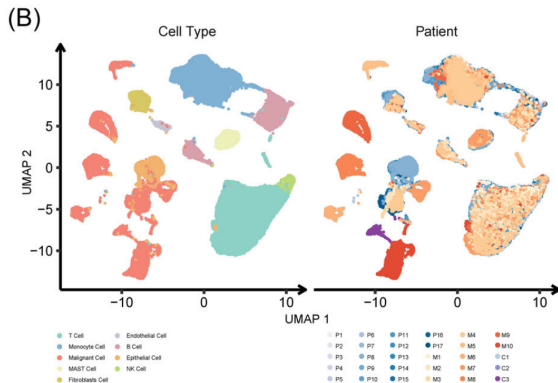 (B)
Cell Type
Patient
UMAP 2
10
5
0
−5
−10
−10 0 10
−10 0 10
UMAP 1
T Cell
Monocyte Cell
Malignant Cell
MAST Cell
Fibroblasts Cell
Endothelial Cell
B Cell
Epithelial Cell
NK Cell
P1 P6 P11 P16 M4 M9
P2 P7 P12 P17 M5 M10
P3 P8 P13 M1 M6 C1
P4 P9 P14 M2 M7 C2
P5 P10 P15 M3 M8 C3